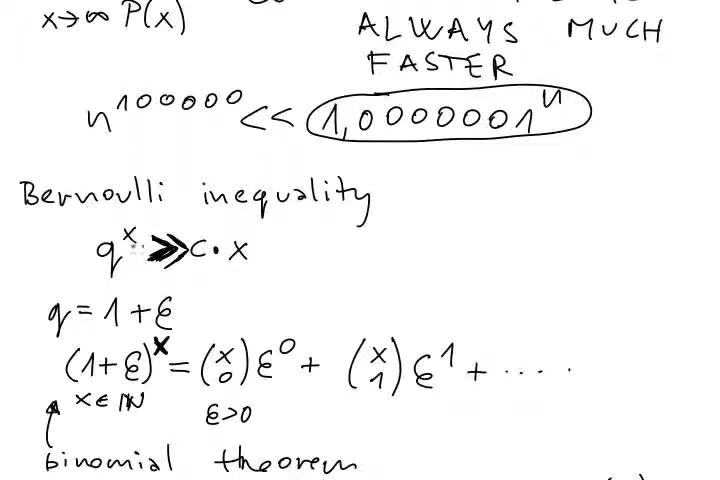 x→∞ P(x)
ALWAYS MUCH
FASTER
n^100000 << 1,0000001^n
Bernoulli inequality
q^x ≫ c · x
q = 1 + ε
(1+ε)^x = (x 0) ε^0 + (x 1) ε^1 + .....
x ∈ ℕ ε>0
binomial theorem